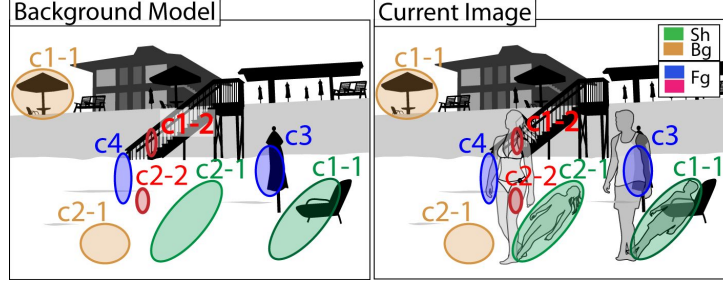 Background Model
c1-1
c1-2
c4
c3
c2-2
c2-1
c1-1
c2-1
Current Image
Sh
Bg
Fg
c1-1
c1-2
c4
c3
c2-2
c2-1
c1-1
c2-1